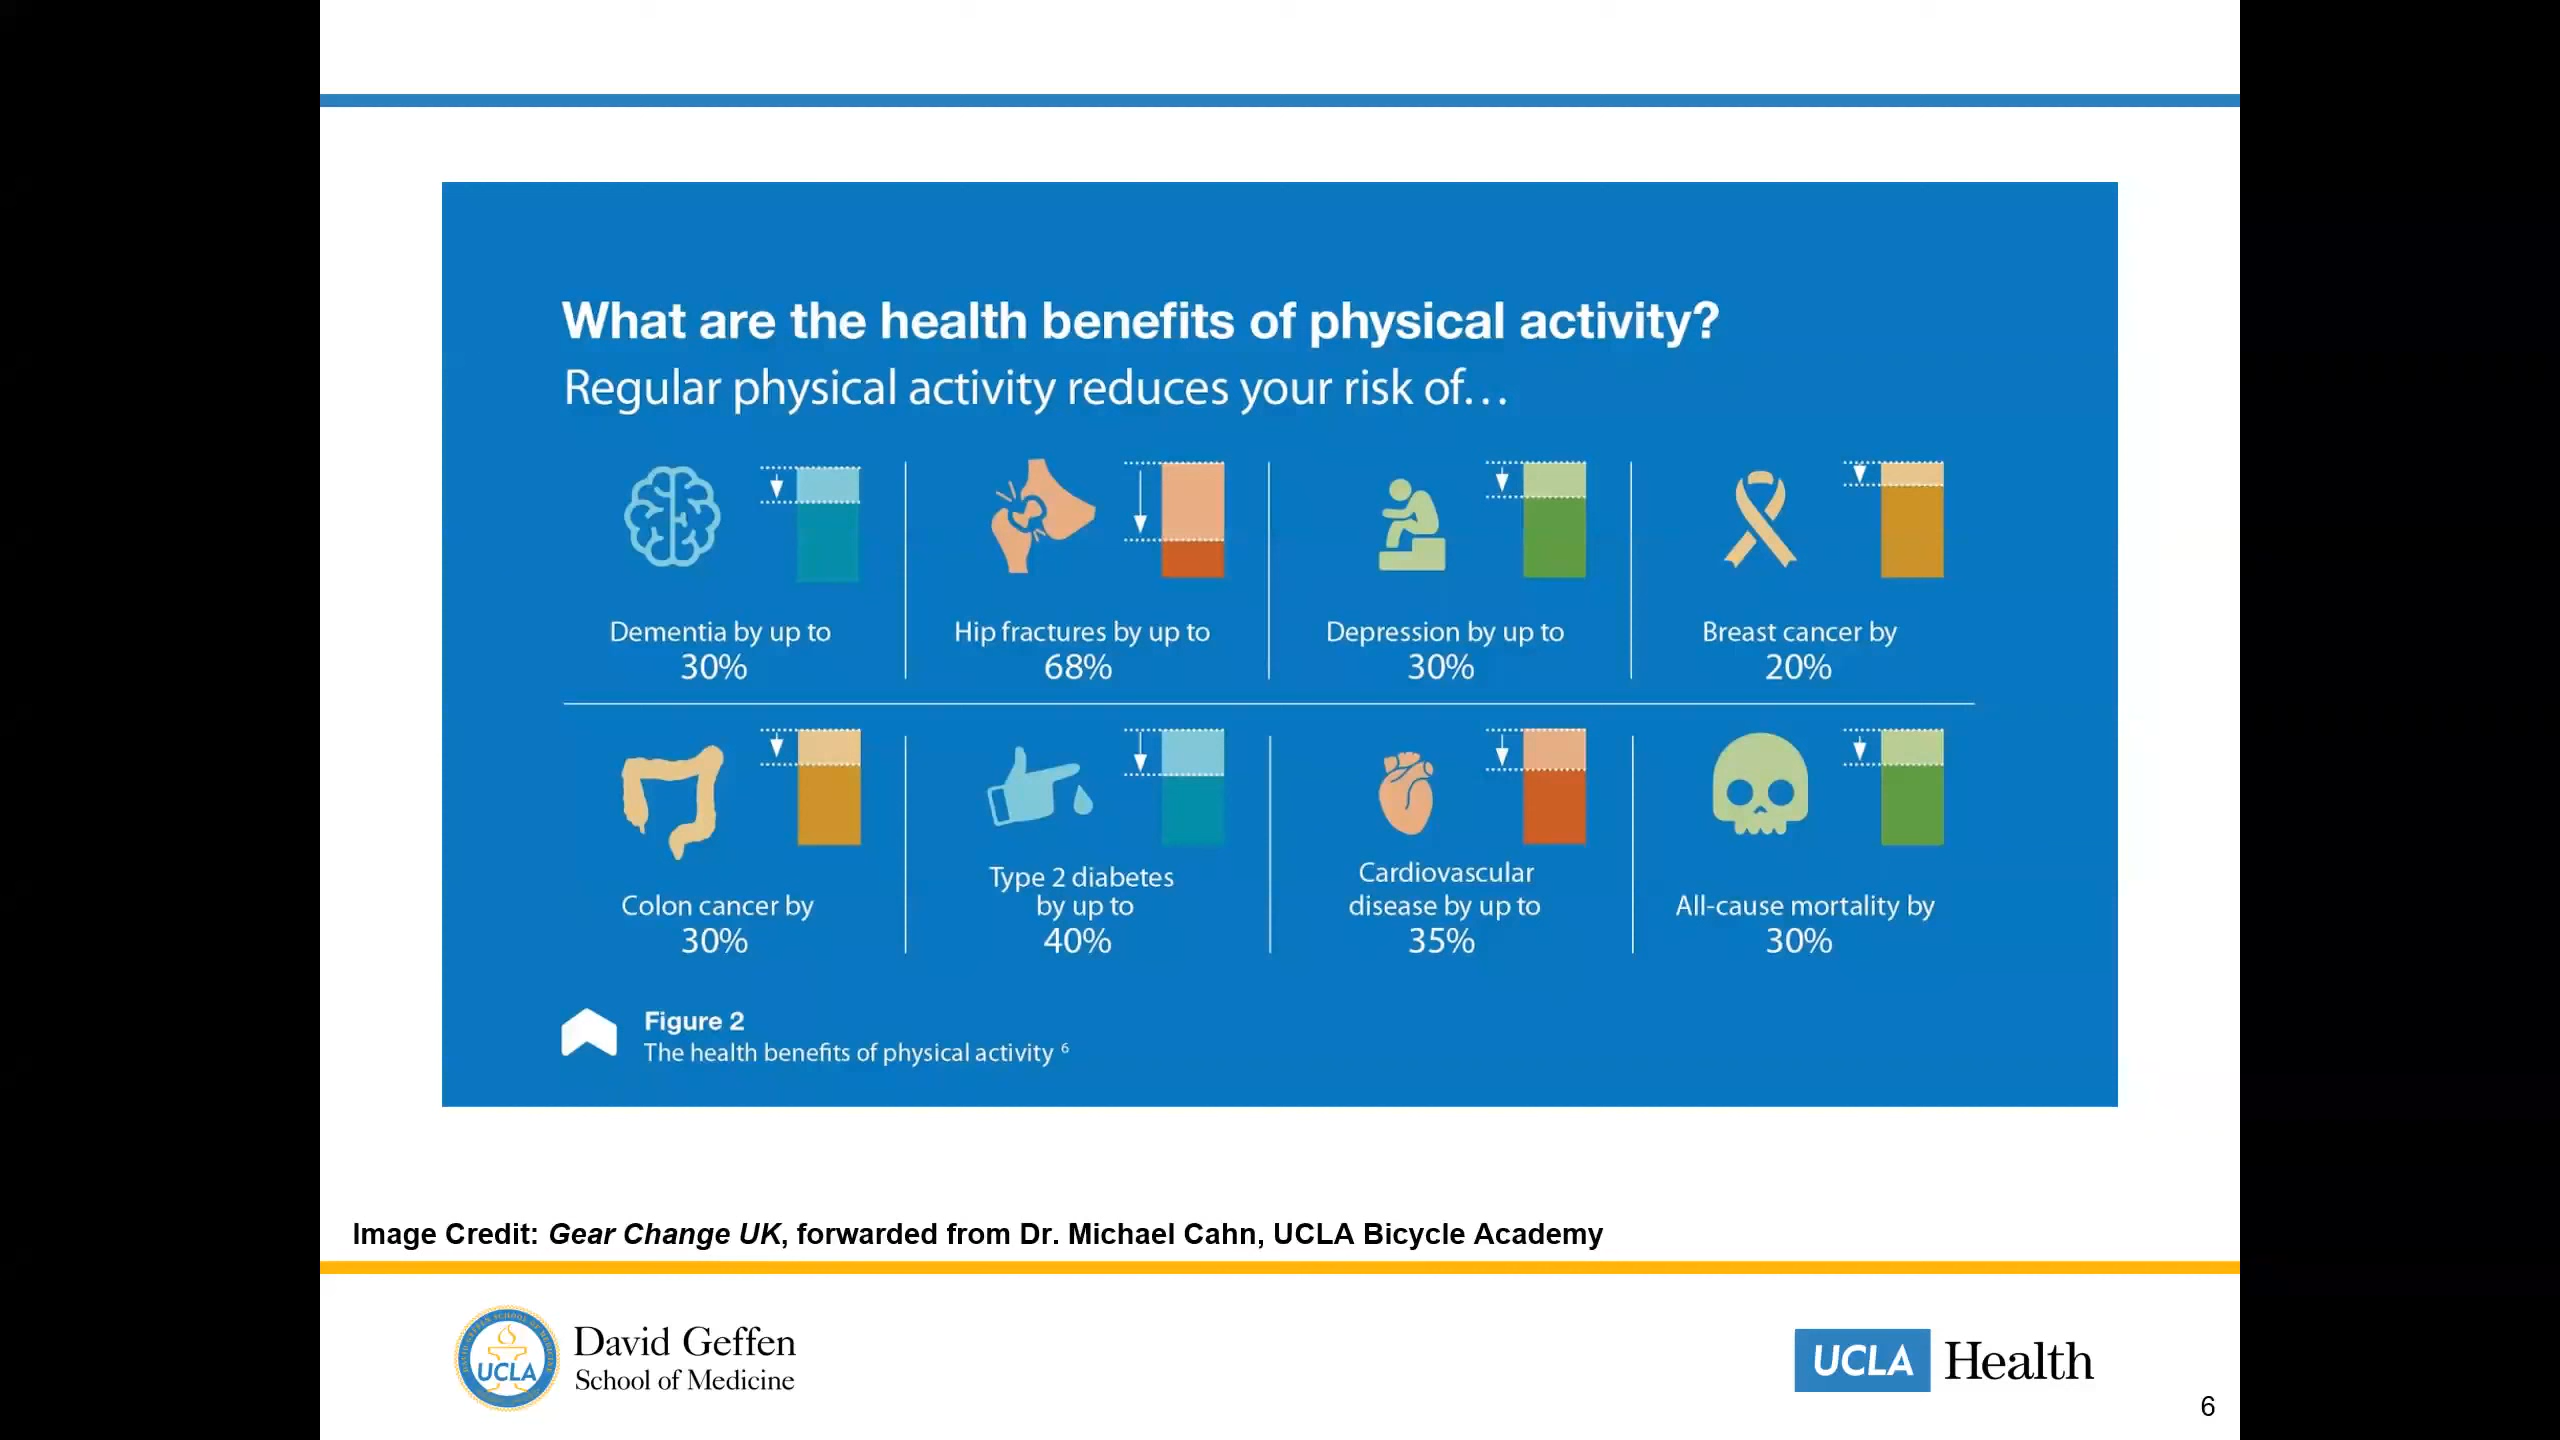 What are the health benefits of physical activity?
Regular physical activity reduces your risk of…
Dementia by up to
30%
Hip fractures by up to
68%
Depression by up to
30%
Breast cancer by
20%
Colon cancer by
30%
Type 2 diabetes
by up to
40%
Cardiovascular
disease by up to
35%
All-cause mortality by
30%
Figure 2
The health benefits of physical activity 6
Image Credit: Gear Change UK, forwarded from Dr. Michael Cahn, UCLA Bicycle Academy
UCLA
David Geffen
School of Medicine
UCLA Health
6